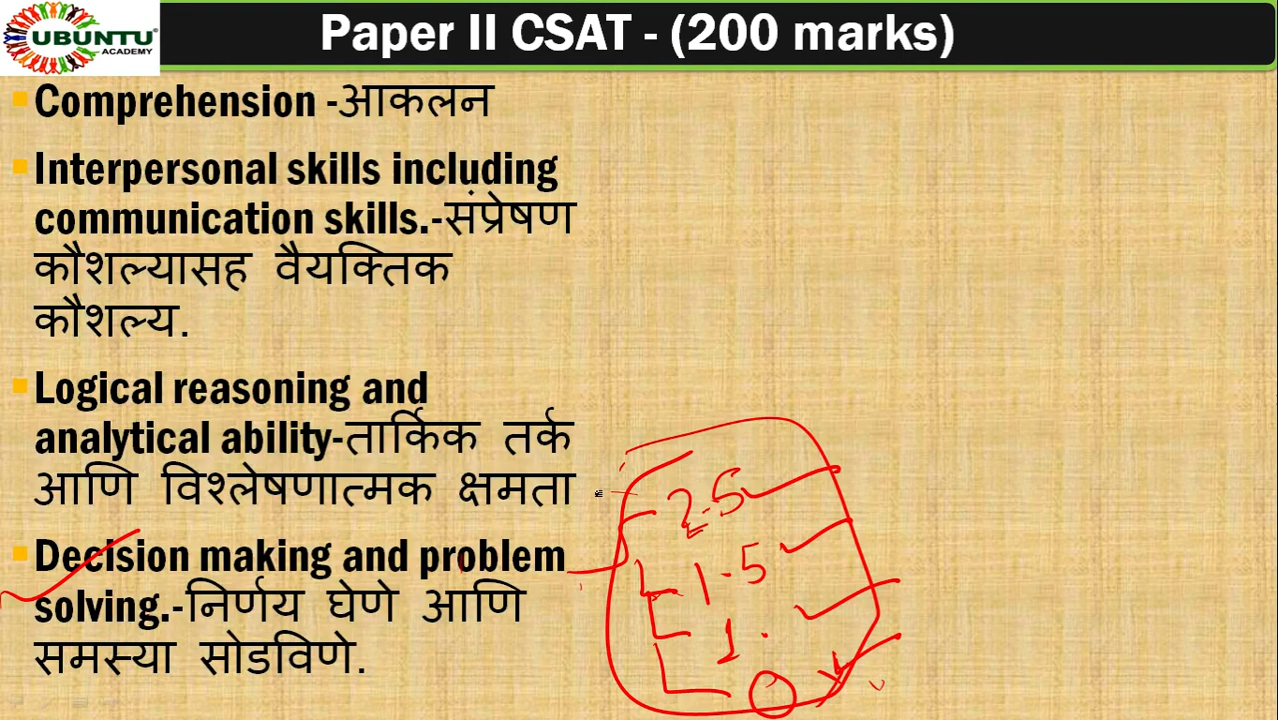 UBUNTU
ACADEMY
Paper II CSAT - (200 marks)
Comprehension -आकलन
Interpersonal skills including
communication skills.-संप्रेषण
कौशल्यासह वैयक्तिक
कौशल्य.
Logical reasoning and
analytical ability-तार्किक तर्क
आणि विश्लेषणात्मक क्षमता
Decision making and problem
solving.-निर्णय घेणे आणि
समस्या सोडविणे.
2.5
1.5
1.
0